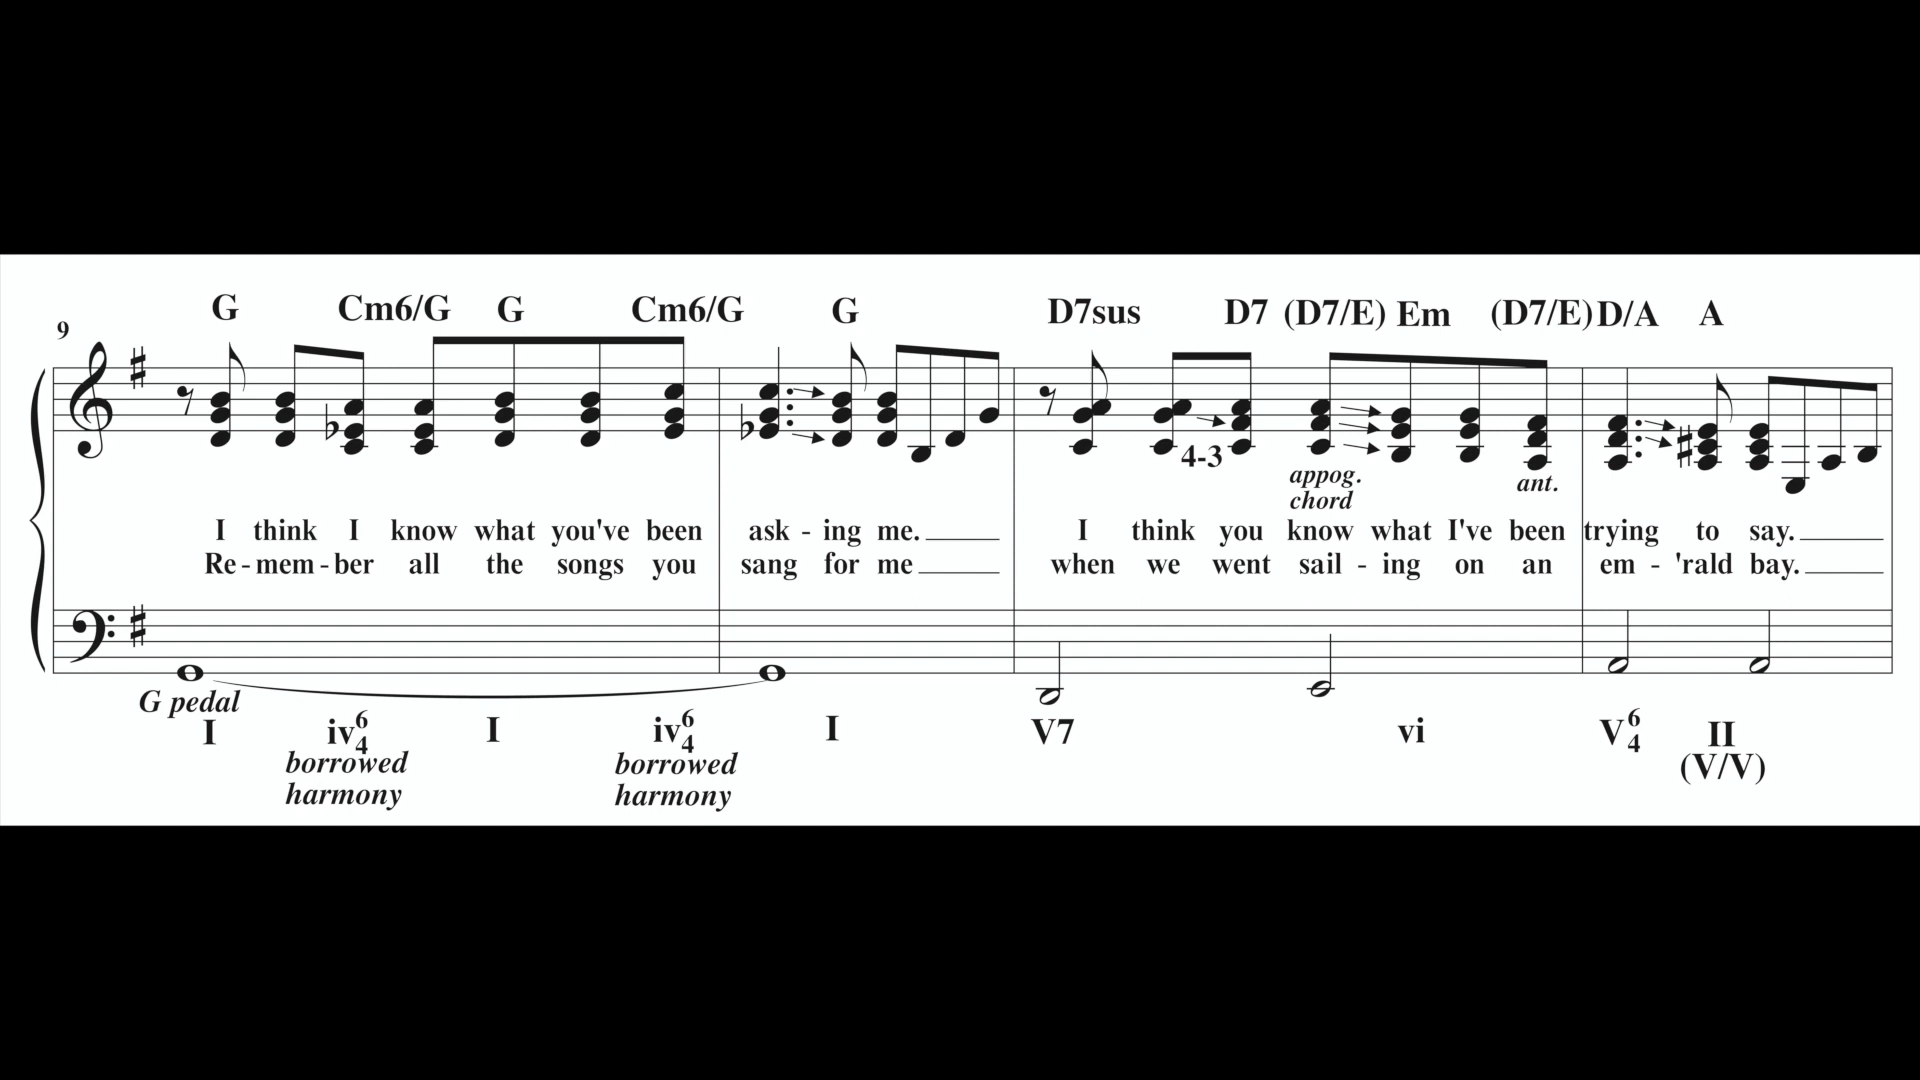 G Cm6/G G Cm6/G G D7sus D7 (D7/E) Em (D7/E) D/A A
9
4-3
appog.
chord
ant.
I think I know what you've been ask - ing me. I think you know what I've been trying to say.
Re - mem - ber all the songs you sang for me when we went sail - ing on an em - 'rald bay.
G pedal
I iv6/4 I iv6/4 I V7 vi V6/4 II
borrowed harmony borrowed harmony (V/V)